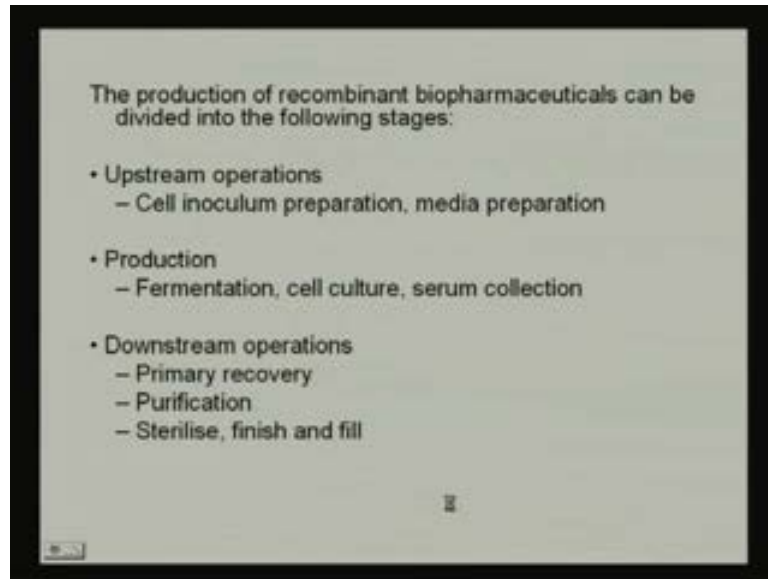 The production of recombinant biopharmaceuticals can be
divided into the following stages:
• Upstream operations
– Cell inoculum preparation, media preparation
• Production
– Fermentation, cell culture, serum collection
• Downstream operations
– Primary recovery
– Purification
– Sterilise, finish and fill